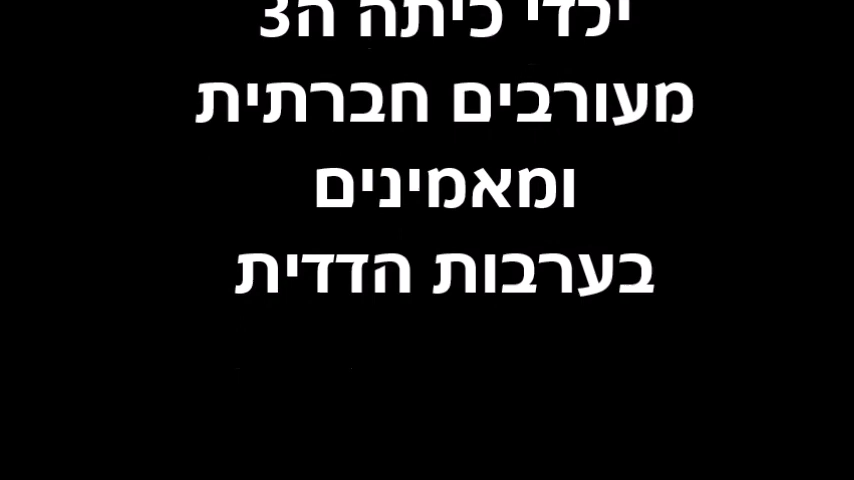 ילדי כיתה ה3
מעורבים חברתית
ומאמינים
בערבות הדדית